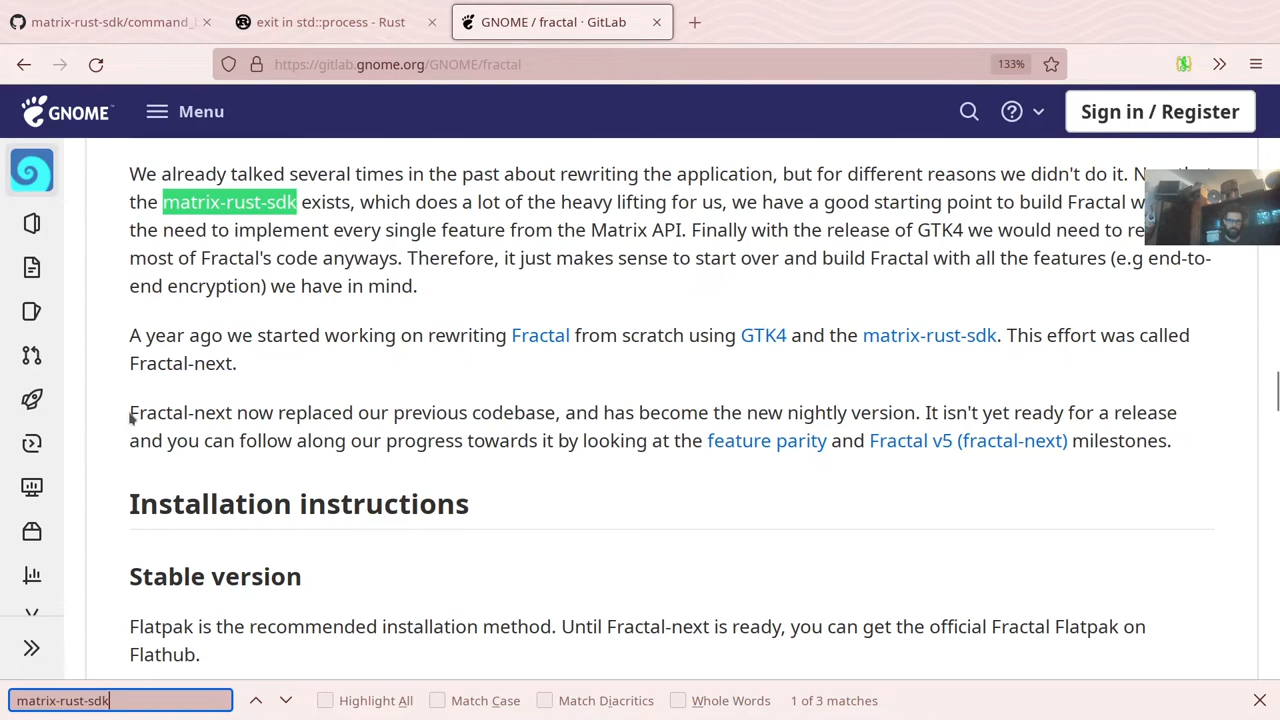 matrix-rust-sdk/command_
exit in std::process - Rust
GNOME / fractal · GitLab
https://gitlab.gnome.org/GNOME/fractal
133%
GNOME
Menu
Sign in / Register
We already talked several times in the past about rewriting the application, but for different reasons we didn't do it.
the matrix-rust-sdk exists, which does a lot of the heavy lifting for us, we have a good starting point to build Fractal
the need to implement every single feature from the Matrix API. Finally with the release of GTK4 we would need to
most of Fractal's code anyways. Therefore, it just makes sense to start over and build Fractal with all the features (e.g end-to-
end encryption) we have in mind.
A year ago we started working on rewriting Fractal from scratch using GTK4 and the matrix-rust-sdk. This effort was called
Fractal-next.
Fractal-next now replaced our previous codebase, and has become the new nightly version. It isn't yet ready for a release
and you can follow along our progress towards it by looking at the feature parity and Fractal v5 (fractal-next) milestones.
Installation instructions
Stable version
Flatpak is the recommended installation method. Until Fractal-next is ready, you can get the official Fractal Flatpak on
Flathub.
matrix-rust-sdk
Highlight All
Match Case
Match Diacritics
Whole Words
1 of 3 matches